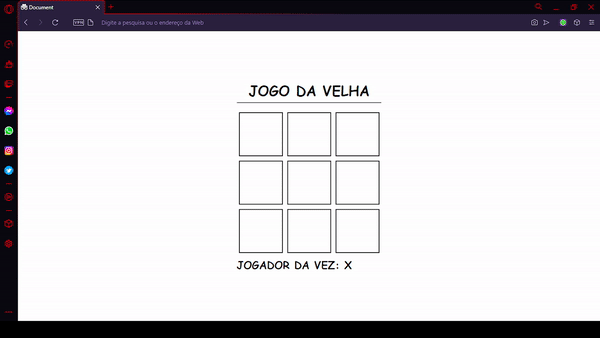 Document
VPN
Digite a pesquisa ou o endereço da Web
JOGO DA VELHA
JOGADOR DA VEZ: X